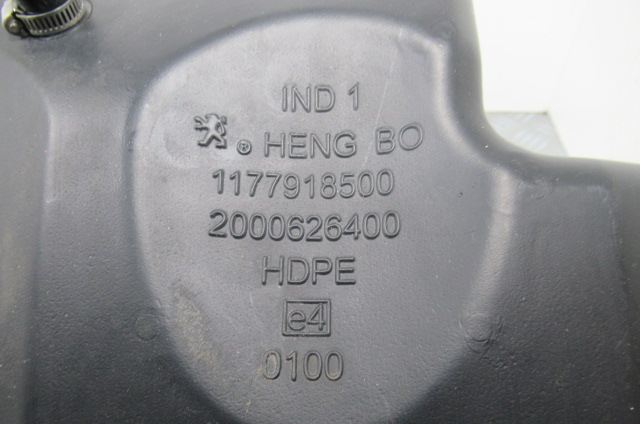 IND 1
® HENG BO
1177918500
2000626400
HDPE
e4
0100